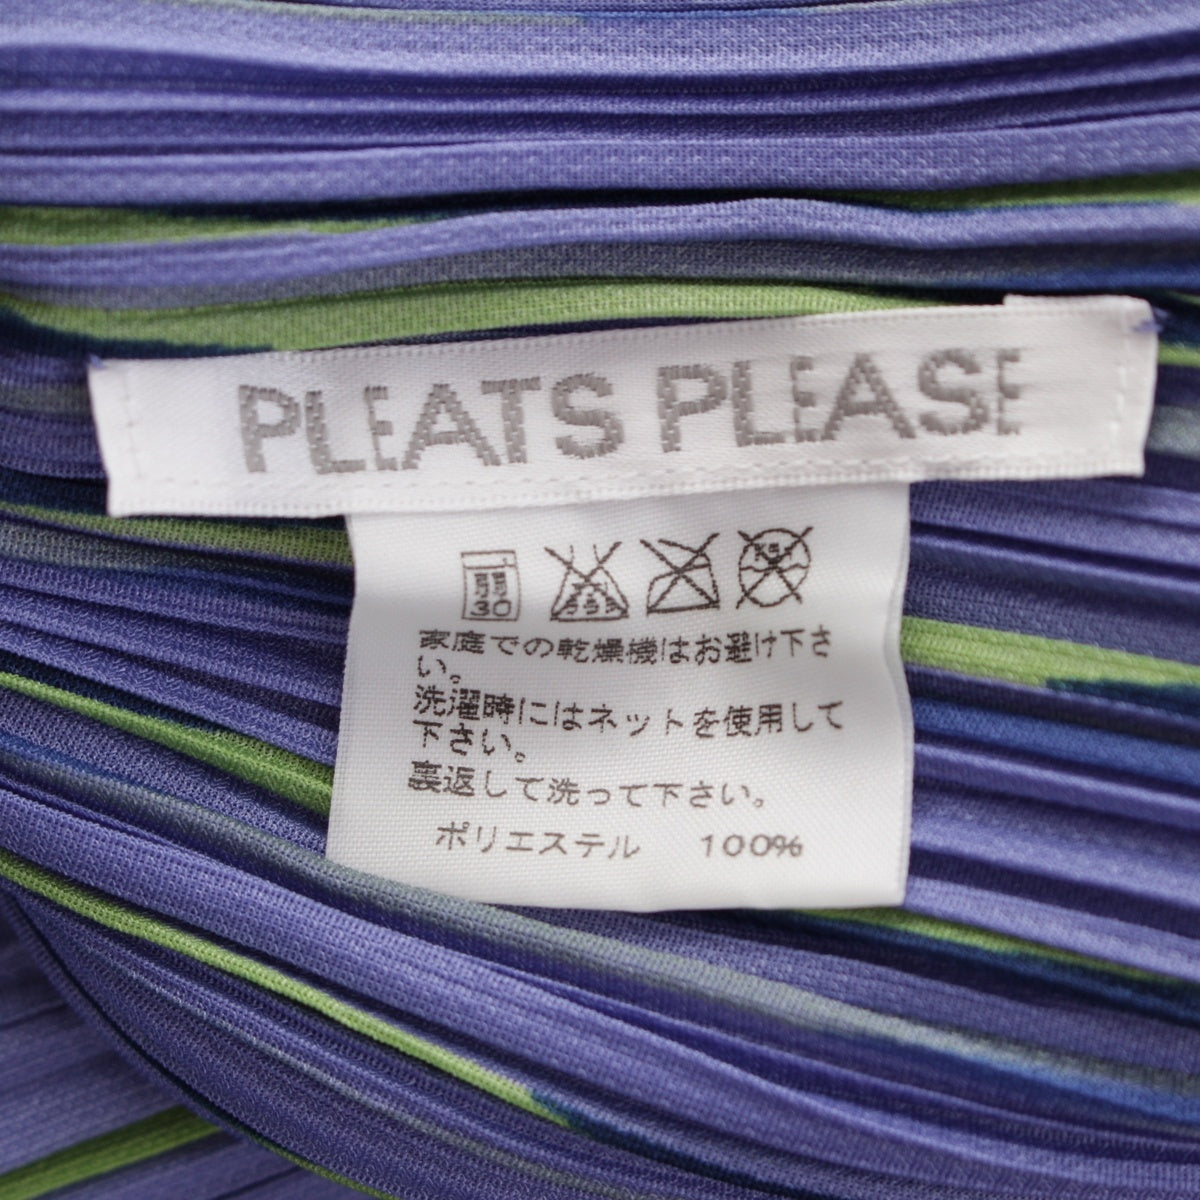 PLEATS PLEASE
30
家庭での乾燥機はお避け下さ
い。
洗濯時にはネットを使用して
下さい。
裏返して洗って下さい。
ポリエステル 100%